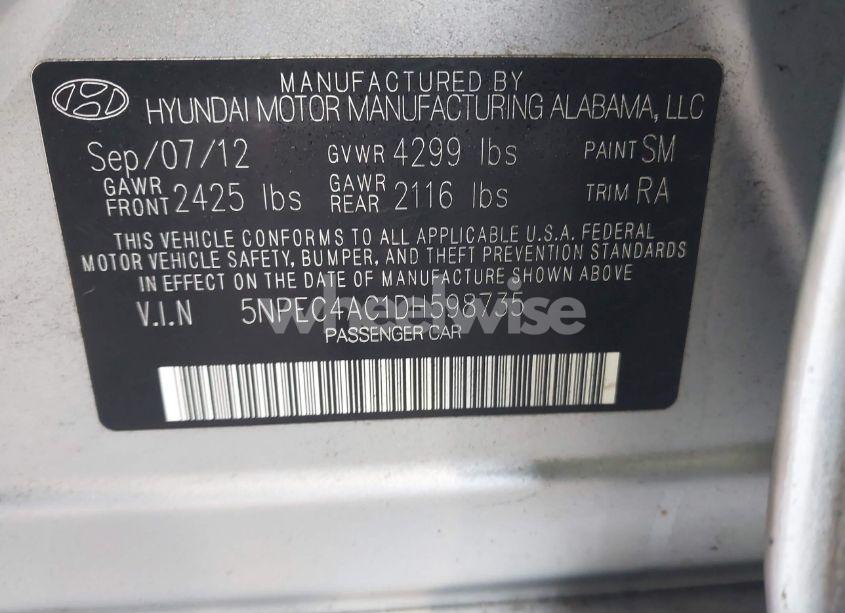 MANUFACTURED BY
HYUNDAI MOTOR MANUFACTURING ALABAMA, LLC
Sep/07/12 GVWR 4299 lbs PAINT SM
GAWR FRONT 2425 lbs GAWR REAR 2116 lbs TRIM RA
THIS VEHICLE CONFORMS TO ALL APPLICABLE U.S.A. FEDERAL
MOTOR VEHICLE SAFETY, BUMPER, AND THEFT PREVENTION STANDARDS
IN EFFECT ON THE DATE OF MANUFACTURE SHOWN ABOVE
V.I.N
PASSENGER CAR
wheelwise